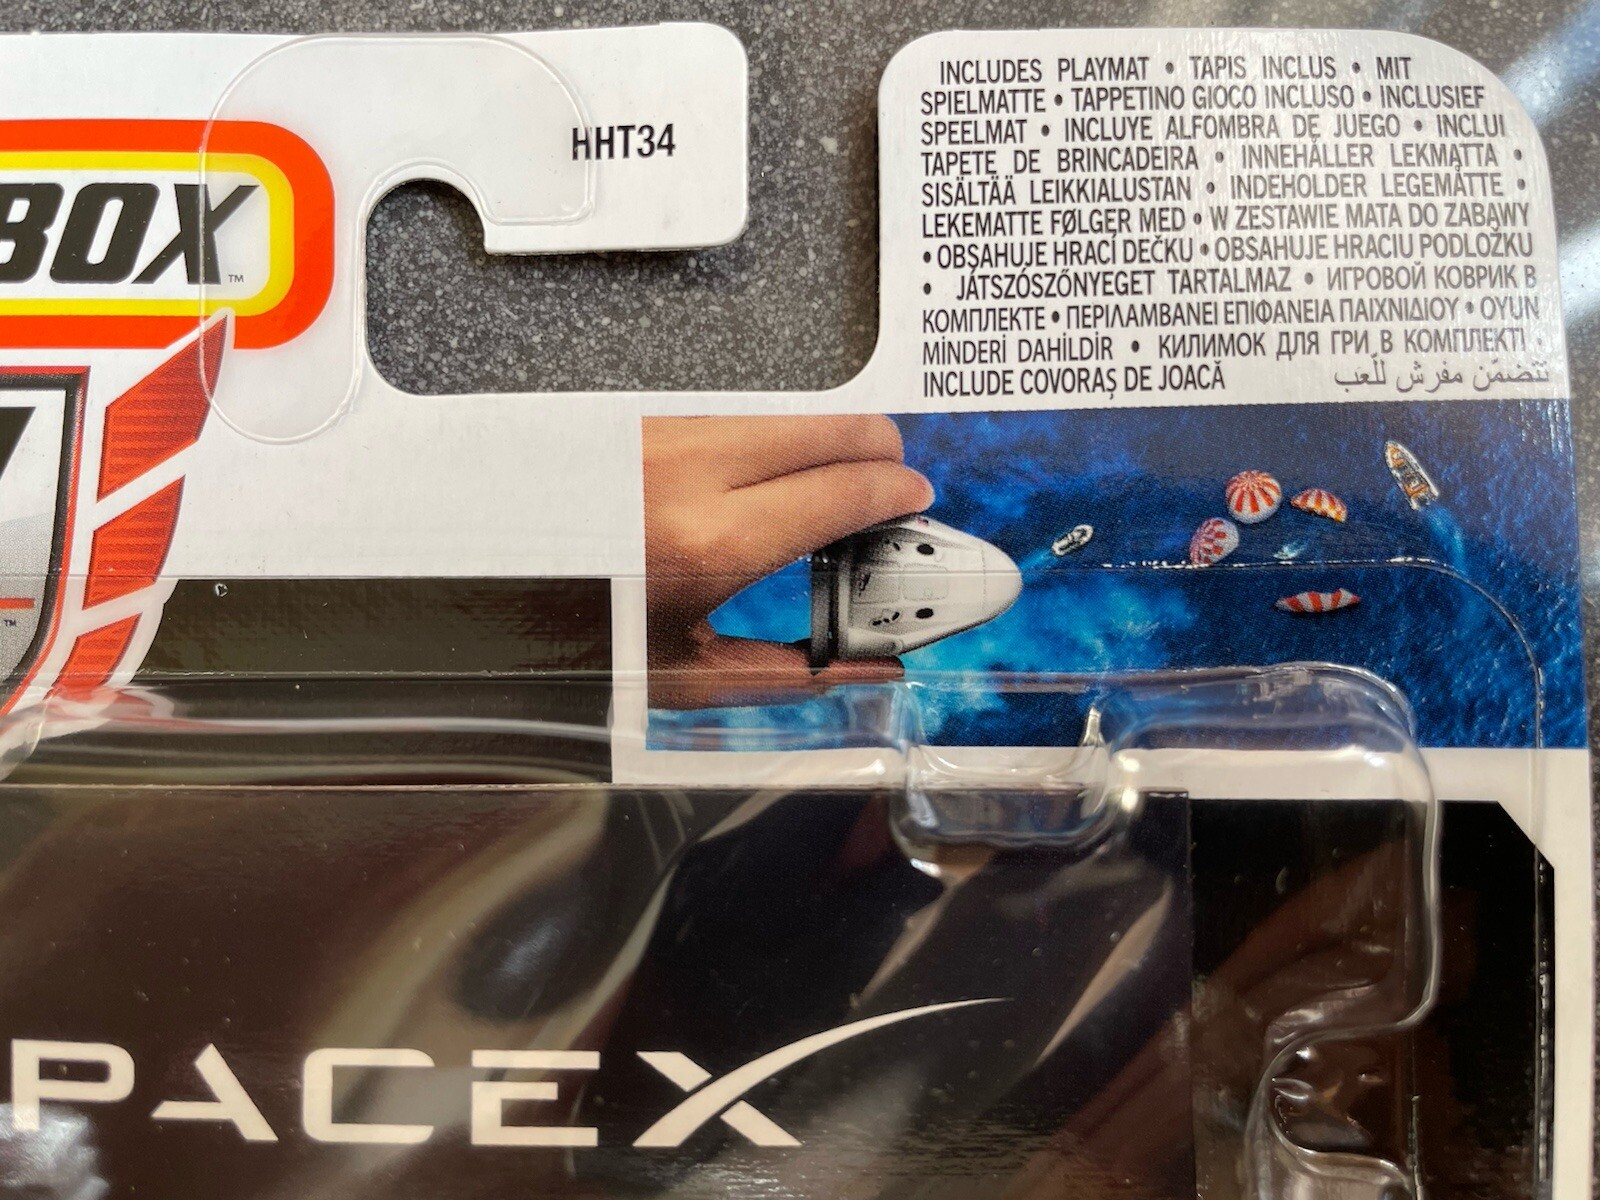 HHT34
BOX
™
™
INCLUDES PLAYMAT • TAPIS INCLUS • MIT
SPIELMATTE • TAPPETINO GIOCO INCLUSO • INCLUSIEF
SPEELMAT • INCLUYE ALFOMBRA DE JUEGO • INCLUI
TAPETE DE BRINCADEIRA • INNEHÅLLER LEKMATTA •
SISÄLTÄÄ LEIKKIALUSTAN • INDEHOLDER LEGEMÅTTE •
LEKEMATTE FØLGER MED • W ZESTAWIE MATA DO ZABAWY
• OBSAHUJE HRACÍ DEČKU • OBSAHUJE HRACIU PODLOŽKU
• JÁTSZÓSZŐNYEGET TARTALMAZ • ИГРОВОЙ КОВРИК В
КОМПЛЕКТЕ • ΠΕΡΙΛΑΜΒΑΝΕΙ ΕΠΙΦΑΝΕΙΑ ΠΑΙΧΝΙΔΙΟΥ • OYUN
MİNDERİ DAHİLDİR • КИЛИМОК ДЛЯ ГРИ В КОМПЛЕКТІ •
INCLUDE COVORAȘ DE JOACĂ تتضمّن مفرش للّعب
PACEX